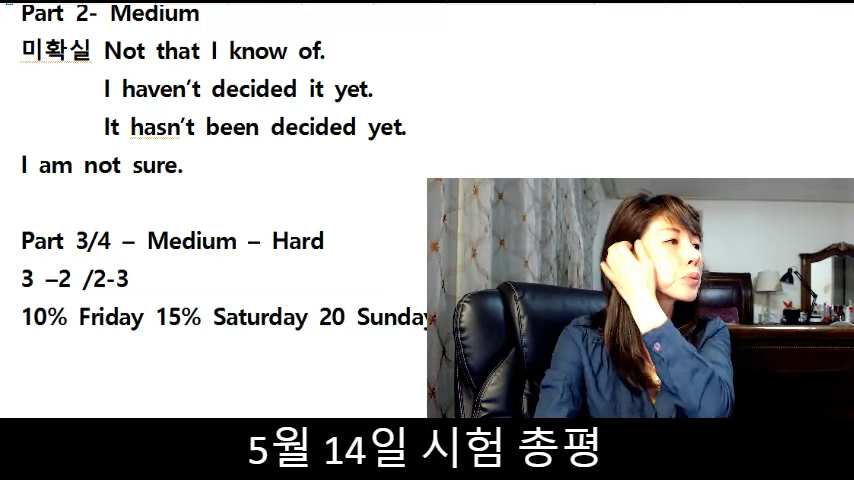 Part 2- Medium
미확실 Not that I know of.
I haven't decided it yet.
It hasn't been decided yet.
I am not sure.
Part 3/4 – Medium – Hard
3 –2 /2-3
10% Friday 15% Saturday 20 Sunday
5월 14일 시험 총평